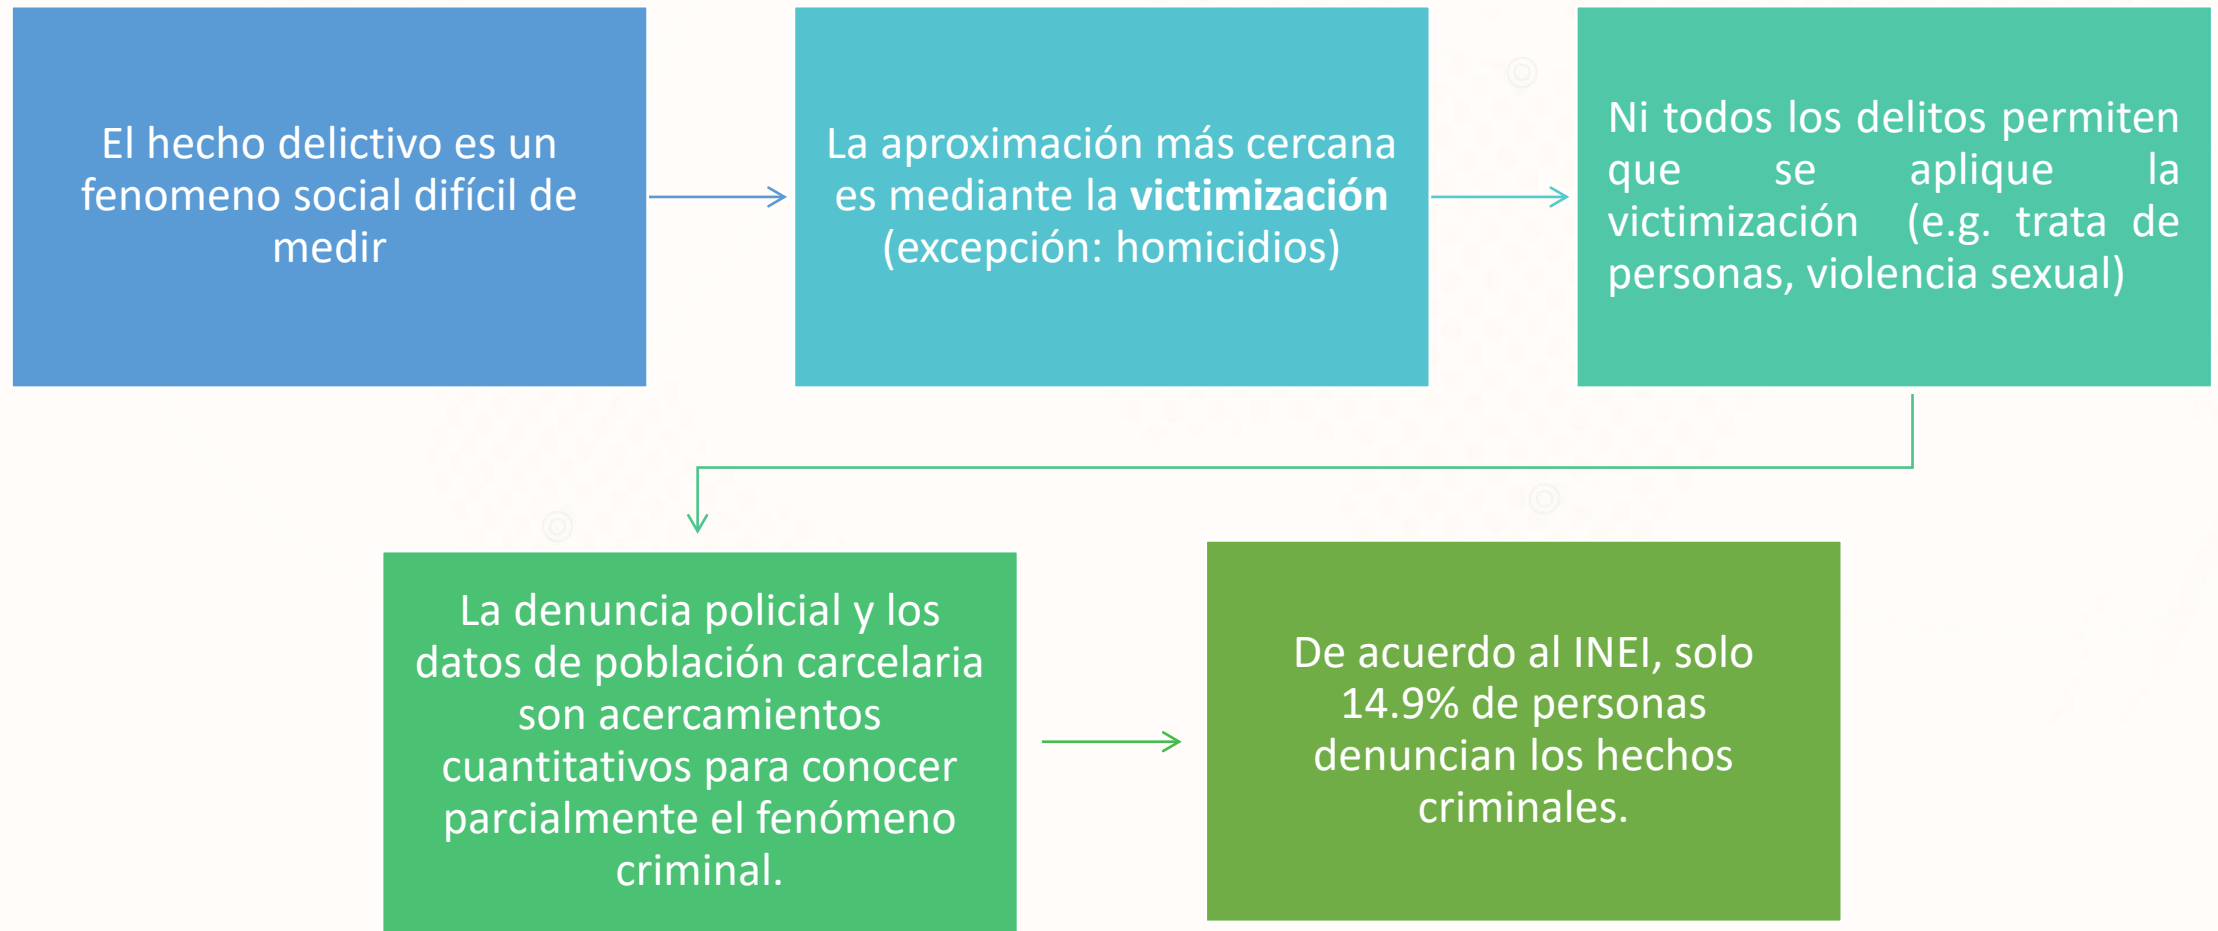 El hecho delictivo es un
fenomeno social difícil de
medir
La aproximación más cercana
es mediante la victimización
(excepción: homicidios)
Ni todos los delitos permiten
que se aplique la
victimización (e.g. trata de
personas, violencia sexual)
La denuncia policial y los
datos de población carcelaria
son acercamientos
cuantitativos para conocer
parcialmente el fenómeno
criminal.
De acuerdo al INEI, solo
14.9% de personas
denuncian los hechos
criminales.